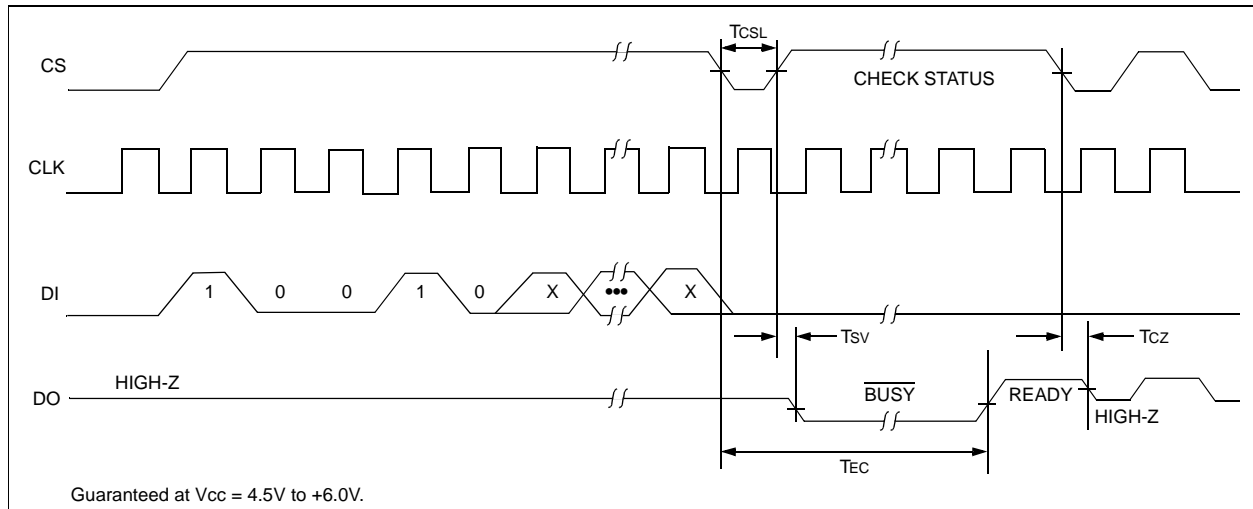 TCSL
CS
CHECK STATUS
CLK
DI
1 0 0 1 0 X ••• X
TSV
TCZ
HIGH-Z
DO
BUSY
READY
HIGH-Z
TEC
Guaranteed at Vcc = 4.5V to +6.0V.